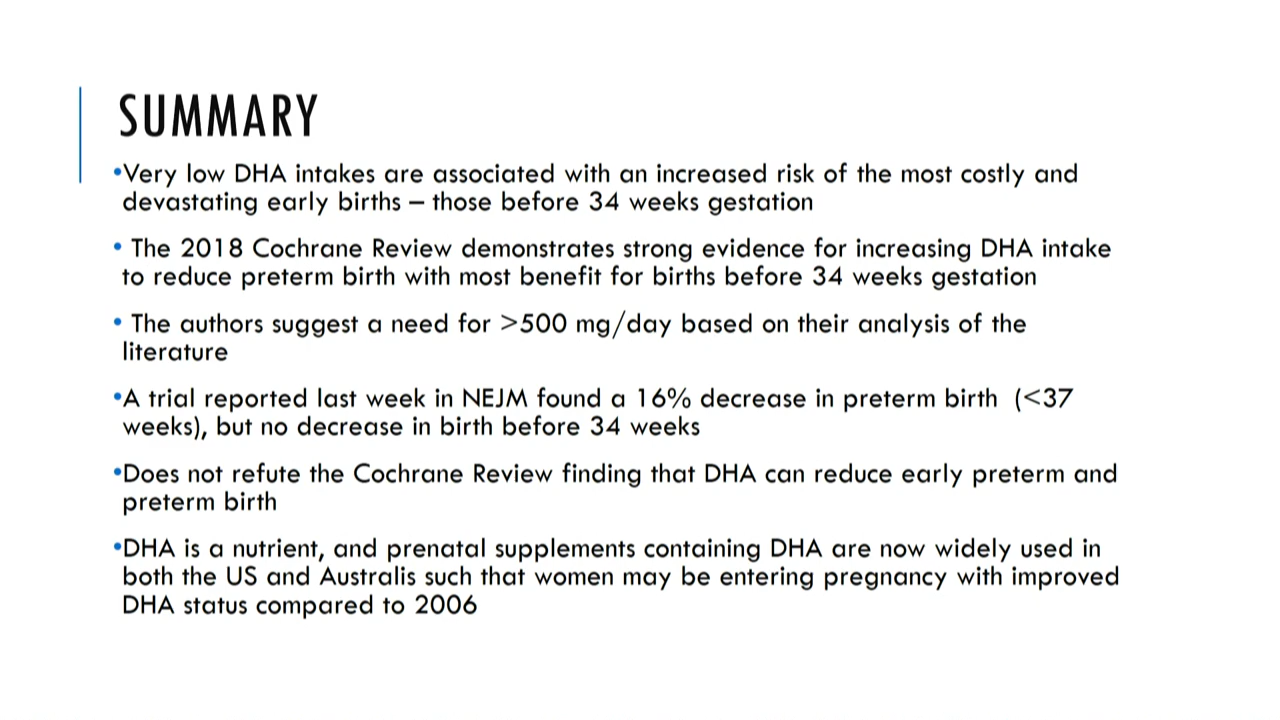 SUMMARY
•Very low DHA intakes are associated with an increased risk of the most costly and
devastating early births – those before 34 weeks gestation
• The 2018 Cochrane Review demonstrates strong evidence for increasing DHA intake
to reduce preterm birth with most benefit for births before 34 weeks gestation
• The authors suggest a need for >500 mg/day based on their analysis of the
literature
•A trial reported last week in NEJM found a 16% decrease in preterm birth (<37
weeks), but no decrease in birth before 34 weeks
•Does not refute the Cochrane Review finding that DHA can reduce early preterm and
preterm birth
•DHA is a nutrient, and prenatal supplements containing DHA are now widely used in
both the US and Australis such that women may be entering pregnancy with improved
DHA status compared to 2006